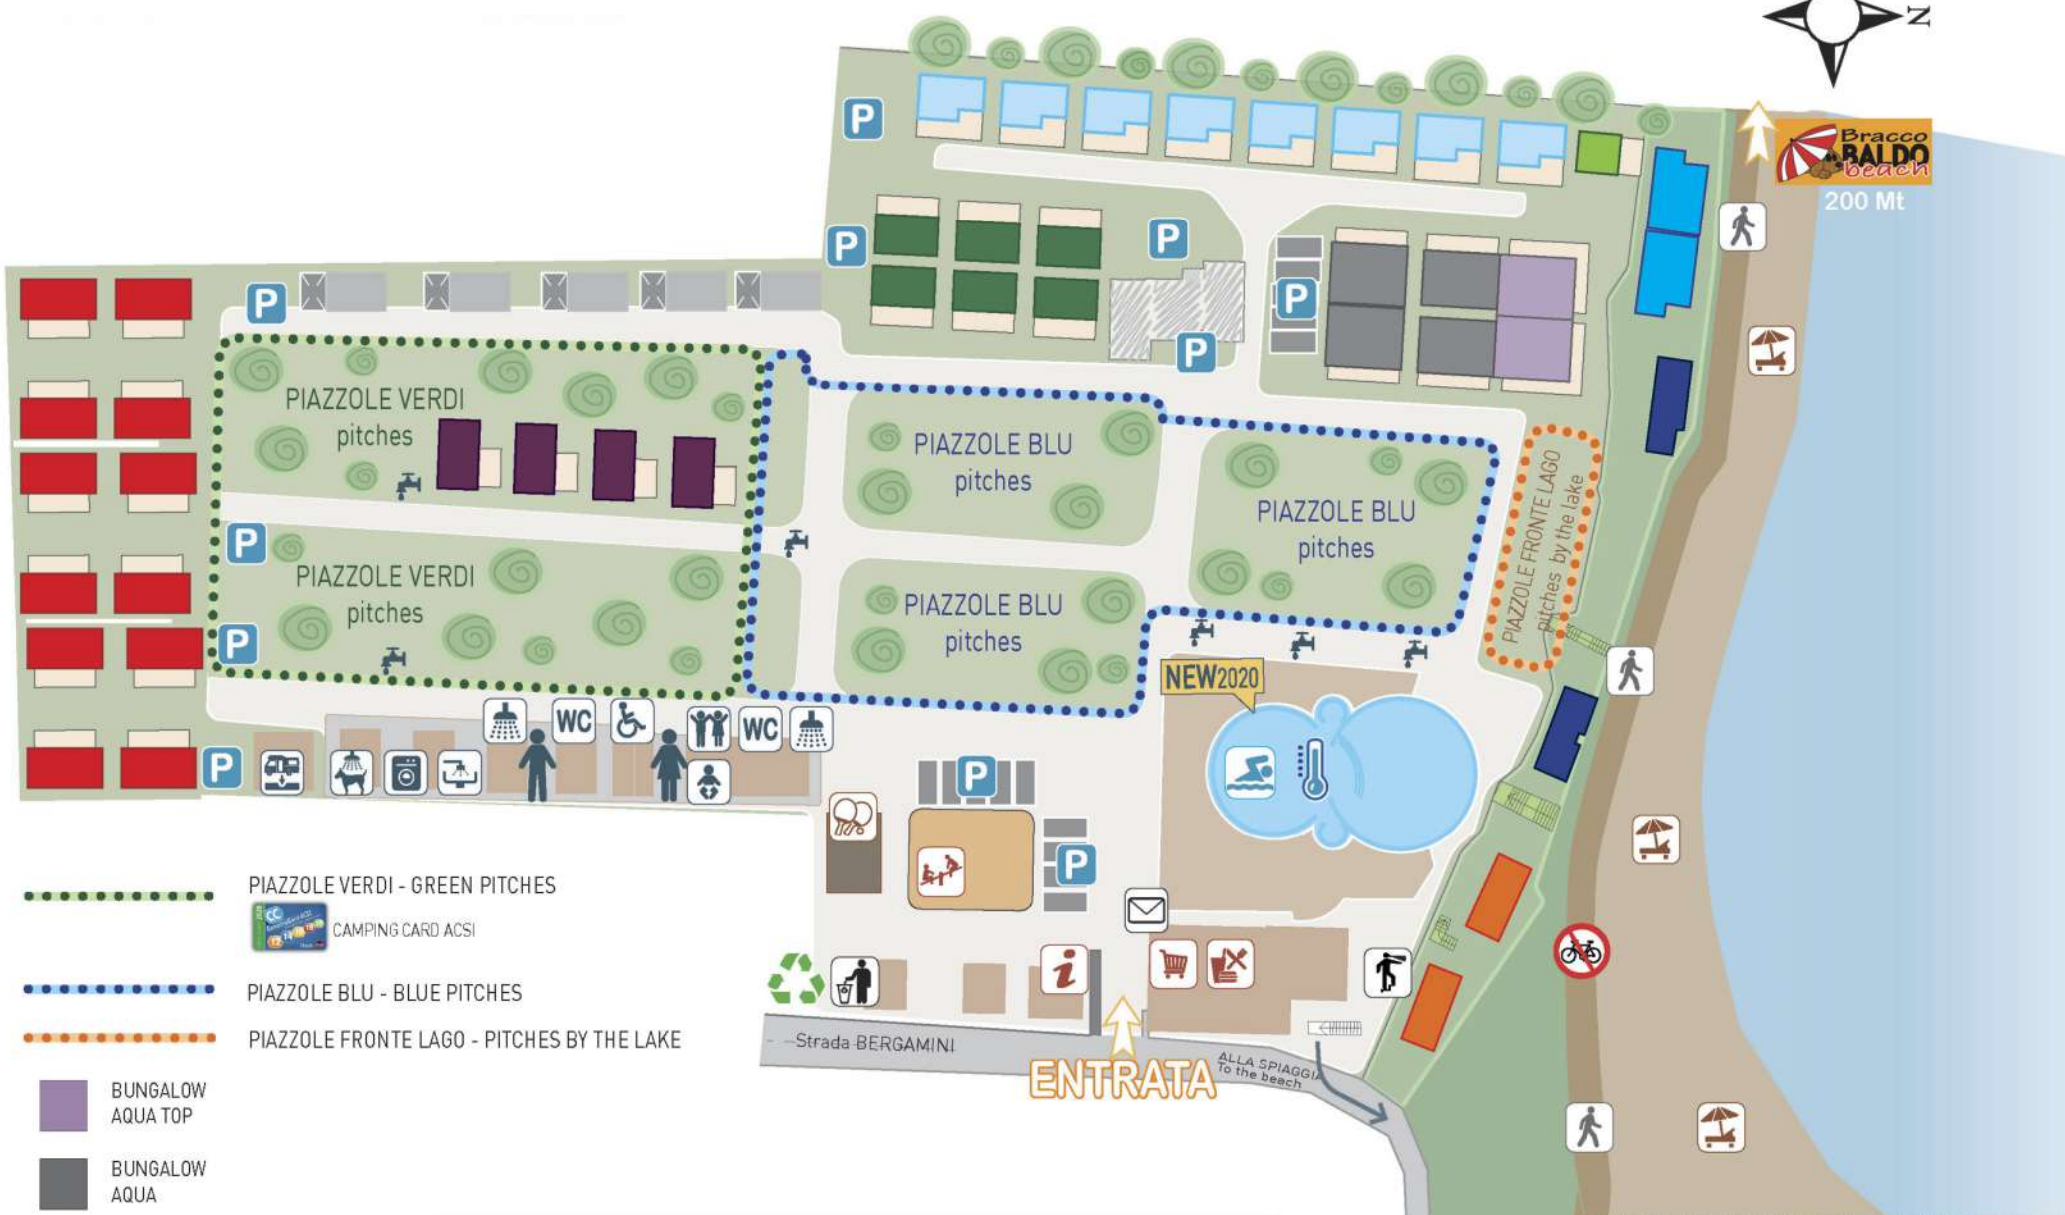 N
Bracco
BALDO
beach
200 Mt
P
P
P
P
P
P
P
PIAZZOLE VERDI
pitches
PIAZZOLE BLU
pitches
PIAZZOLE BLU
pitches
PIAZZOLE FRONTE LAGO
pitches by the lake
P
PIAZZOLE VERDI
pitches
PIAZZOLE BLU
pitches
P
NEW2020
WC
WC
P
P
P
PIAZZOLE VERDI - GREEN PITCHES
CC
CAMPING CARD ACSI
i
PIAZZOLE BLU - BLUE PITCHES
PIAZZOLE FRONTE LAGO - PITCHES BY THE LAKE
Strada BERGAMINI
ENTRATA
ALLA SPIAGGIA
To the beach
BUNGALOW
AQUA TOP
BUNGALOW
AQUA